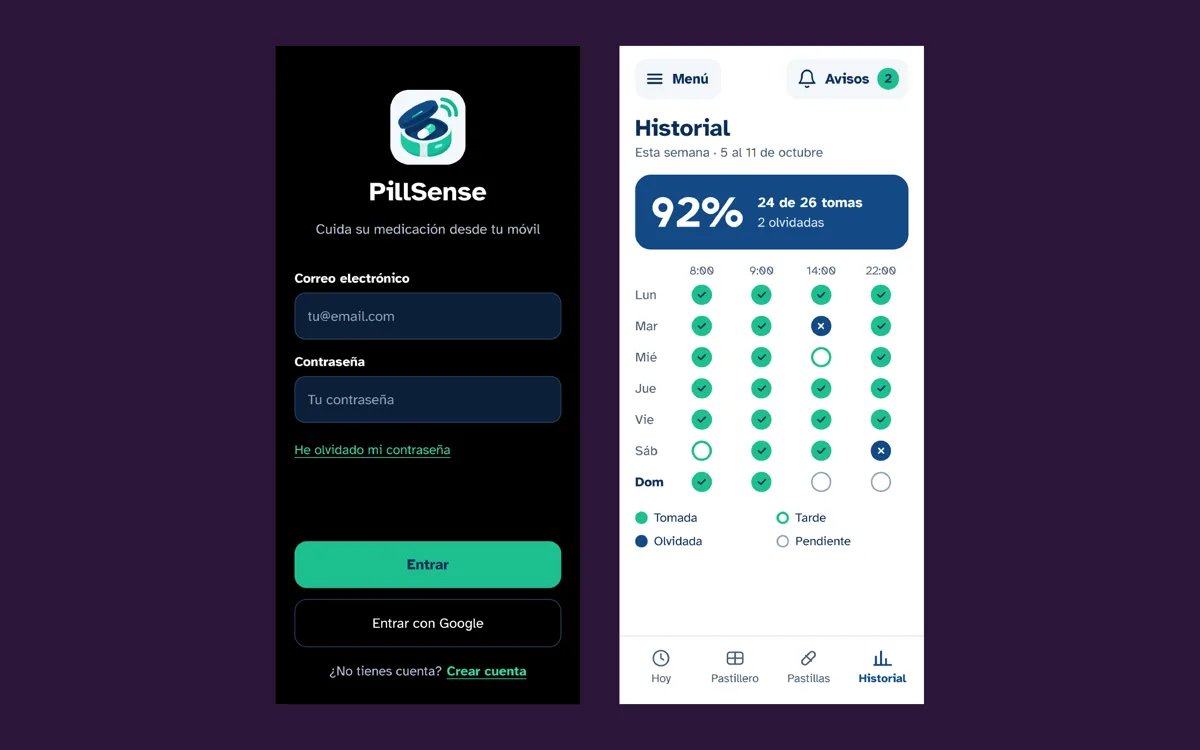 PillSense
Cuida su medicación desde tu móvil
Correo electrónico
tu@email.com
Contraseña
Tu contraseña
He olvidado mi contraseña
Entrar
Entrar con Google
¿No tienes cuenta? Crear cuenta
Menú
Avisos 2
Historial
Esta semana · 5 al 11 de octubre
92%
24 de 26 tomas
2 olvidadas
8:00 9:00 14:00 22:00
Lun
Mar
Mié
Jue
Vie
Sáb
Dom
Tomada Tarde
Olvidada Pendiente
Hoy Pastillero Pastillas Historial